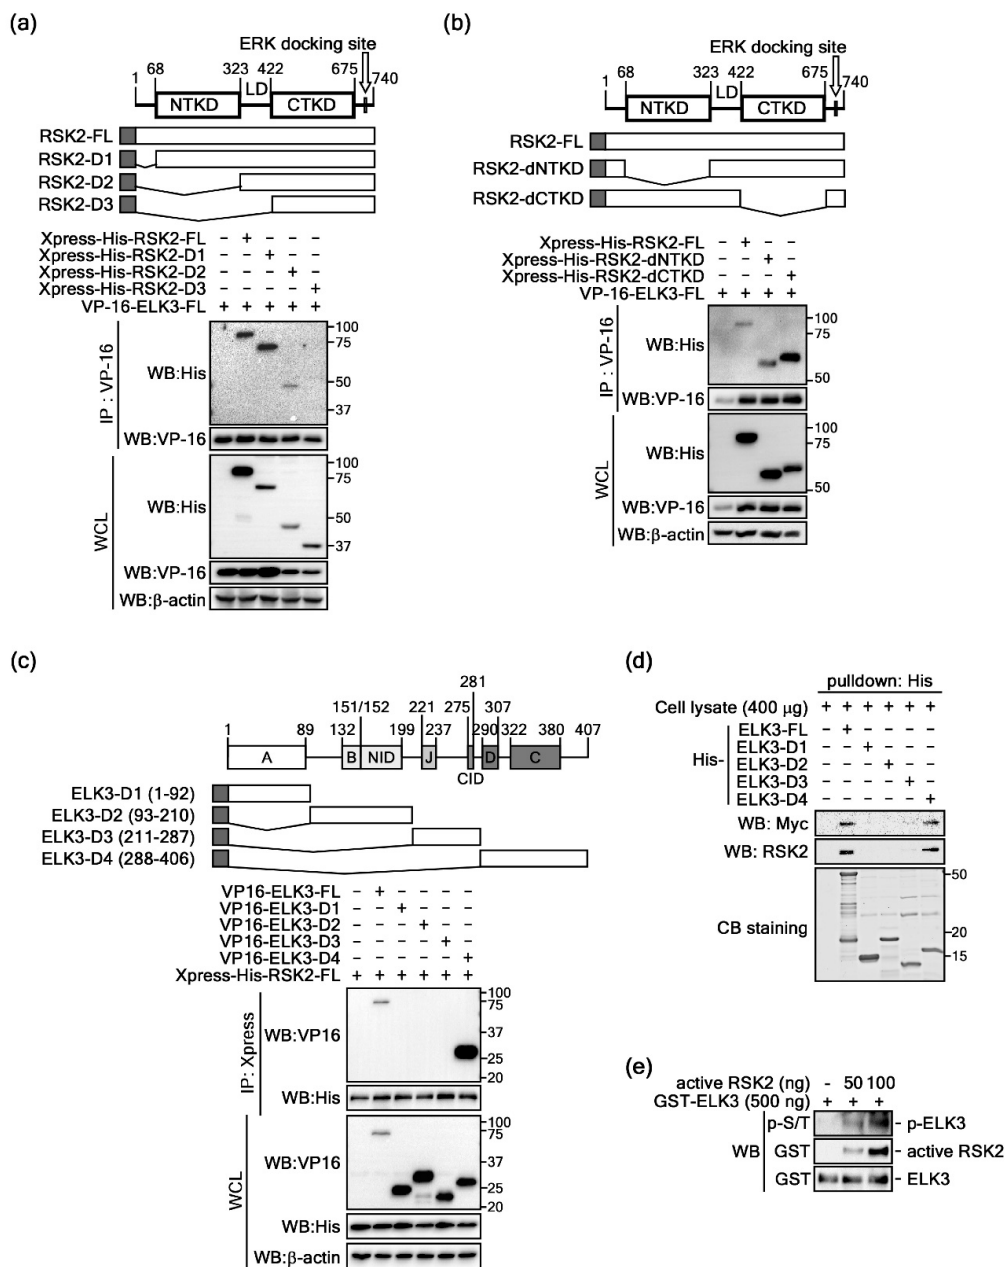 (a)
ERK docking site
1 68 323 LD 422 675 740
NTKD CTKD
RSK2-FL
RSK2-D1
RSK2-D2
RSK2-D3
Xpress-His-RSK2-FL - + - - -
Xpress-His-RSK2-D1 - - + - -
Xpress-His-RSK2-D2 - - - + -
Xpress-His-RSK2-D3 - - - - +
VP-16-ELK3-FL + + + + +
IP : VP-16
WB:His
100
75
50
37
WB:VP-16
WCL
WB:His
100
75
50
37
WB:VP-16
WB:β-actin
(b)
ERK docking site
1 68 323 LD 422 675 740
NTKD CTKD
RSK2-FL
RSK2-dNTKD
RSK2-dCTKD
Xpress-His-RSK2-FL - + - -
Xpress-His-RSK2-dNTKD - - + -
Xpress-His-RSK2-dCTKD - - - +
VP-16-ELK3-FL + + + +
IP : VP-16
WB:His
100
75
50
WB:VP-16
WCL
WB:His
100
75
50
WB:VP-16
WB:β-actin
(c)
281
151/152 221 275 307
1 89 132 199 237 290 322 380 407
A B NID J D C
CID
ELK3-D1 (1-92)
ELK3-D2 (93-210)
ELK3-D3 (211-287)
ELK3-D4 (288-406)
VP16-ELK3-FL - + - - - -
VP16-ELK3-D1 - - + - - -
VP16-ELK3-D2 - - - + - -
VP16-ELK3-D3 - - - - + -
VP16-ELK3-D4 - - - - - +
Xpress-His-RSK2-FL + + + + + +
IP: Xpress
WB:VP16
100
75
37
25
20
WB:His
WCL
WB:VP16
100
75
37
25
20
WB:His
WB:β-actin
(d)
pulldown: His
Cell lysate (400 µg) + + + + + +
His-
ELK3-FL - + - - - -
ELK3-D1 - - + - - -
ELK3-D2 - - - + - -
ELK3-D3 - - - - + -
ELK3-D4 - - - - - +
WB: Myc
WB: RSK2
CB staining
50
20
15
(e)
active RSK2 (ng) - 50 100
GST-ELK3 (500 ng) + + +
WB
p-S/T - p-ELK3
GST - active RSK2
GST - ELK3